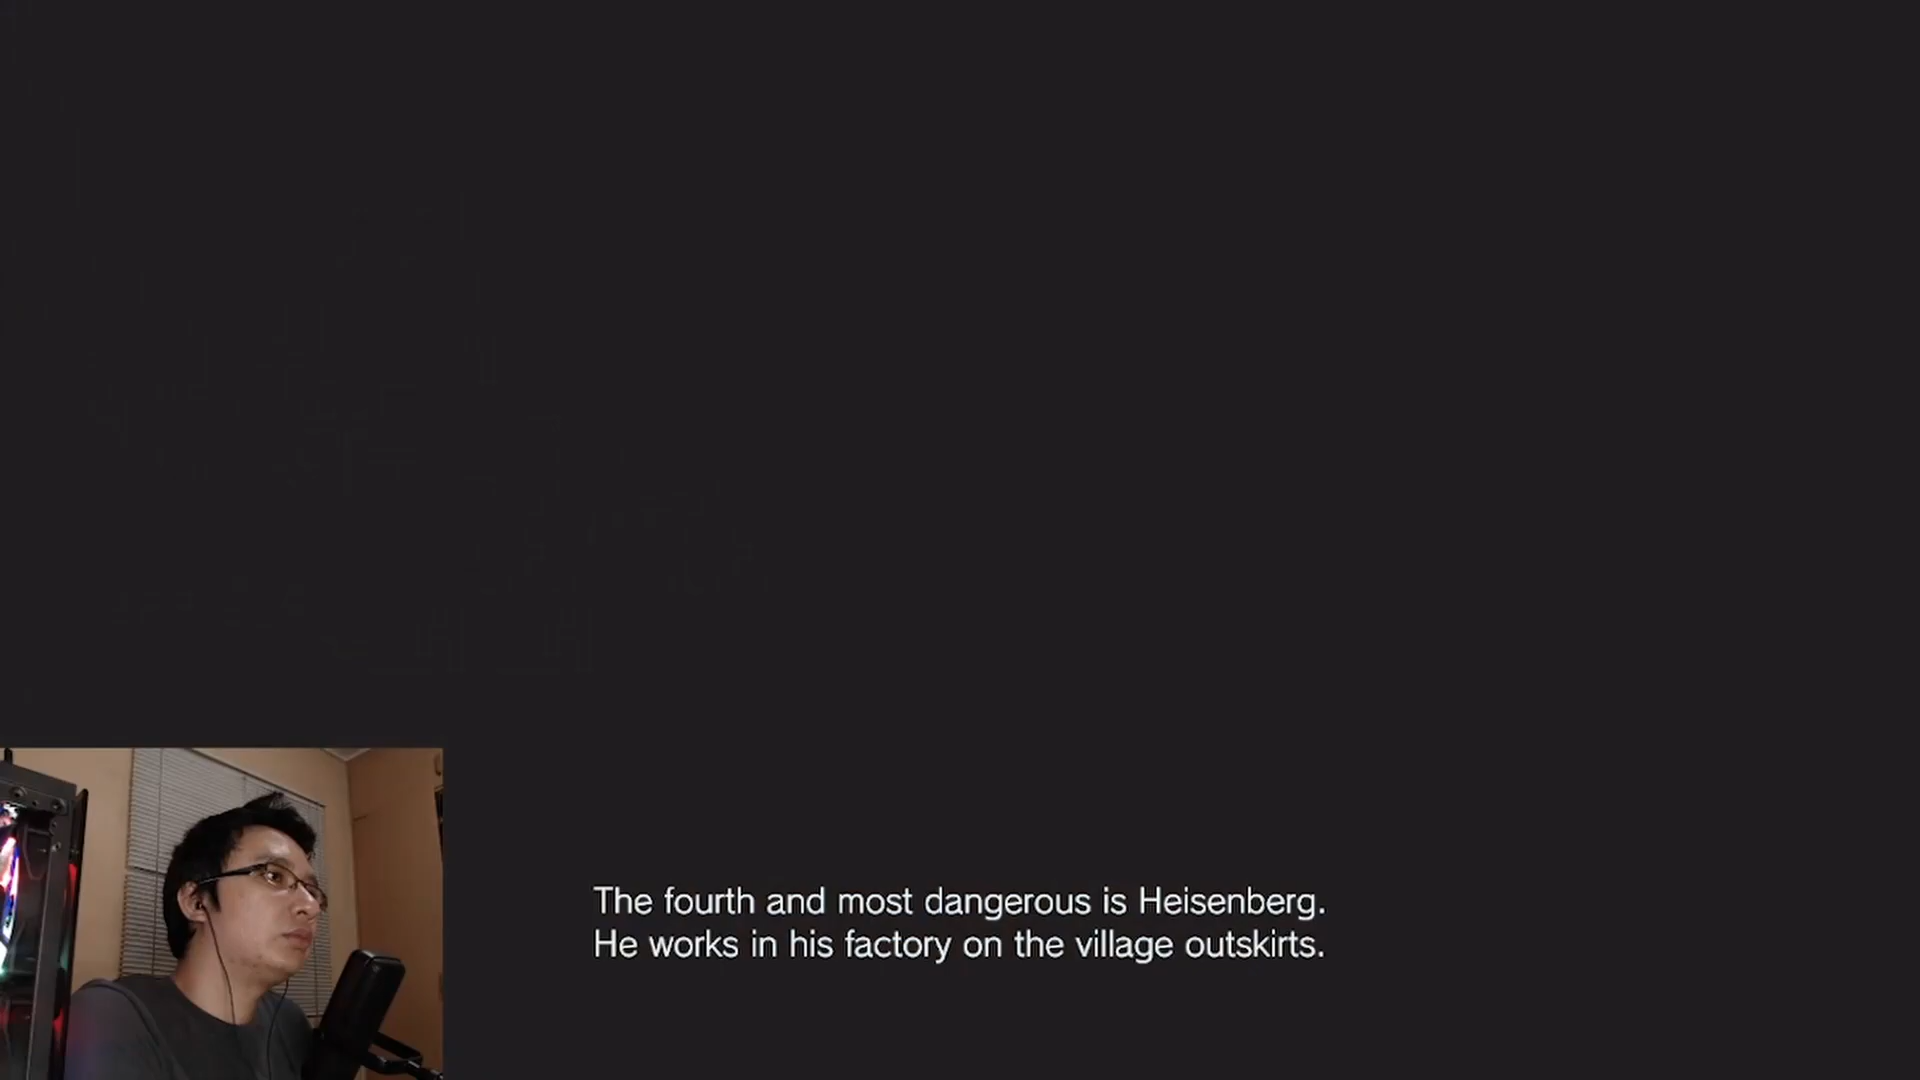 The fourth and most dangerous is Heisenberg.
He works in his factory on the village outskirts.